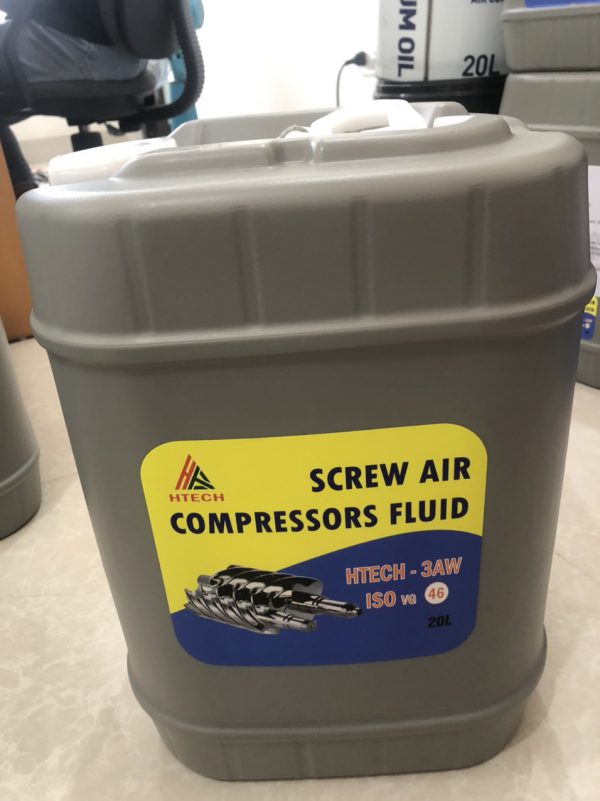 UM OIL
20L
HTECH
SCREW AIR
COMPRESSORS FLUID
HTECH - 3AW
ISO VG 46
20L